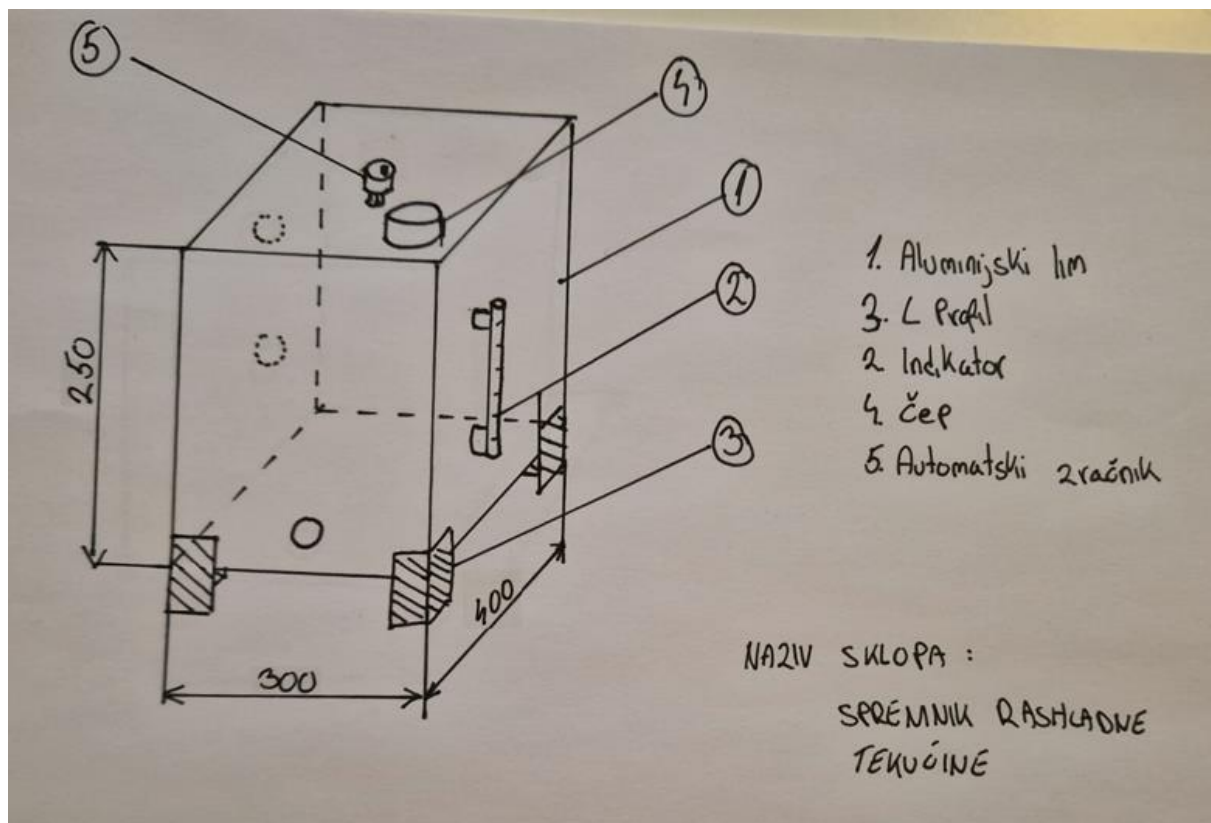 5
4
1
2
3
250
300
400
1. Aluminijski lim
3. L Profil
2 Indikator
4. Čep
5. Automatski zračnik
NAZIV SKLOPA :
SPREMNIK RASHLADNE
TEKUĆINE